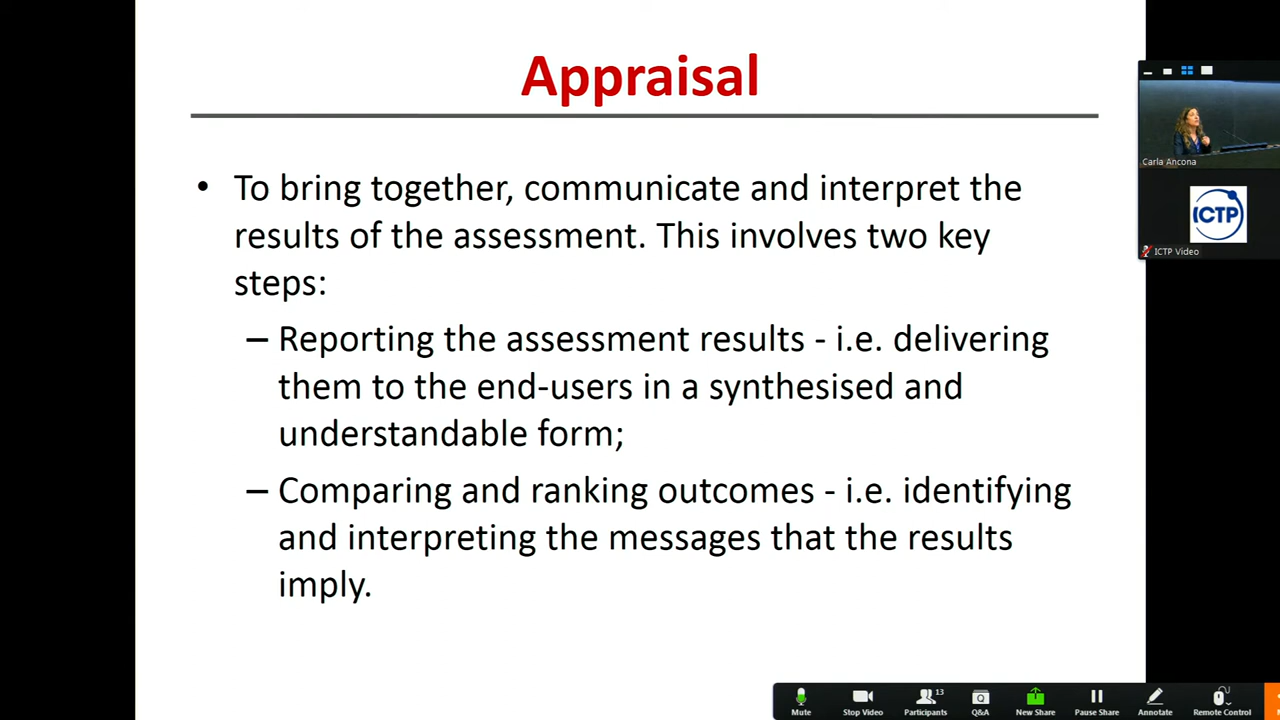 Appraisal
• To bring together, communicate and interpret the
results of the assessment. This involves two key
steps:
– Reporting the assessment results - i.e. delivering
them to the end-users in a synthesised and
understandable form;
– Comparing and ranking outcomes - i.e. identifying
and interpreting the messages that the results
imply.
Carla Ancona
ICTP
ICTP Video
Mute
Stop Video
13
Participants
Q&A
New Share
Pause Share
Annotate
Remote Control